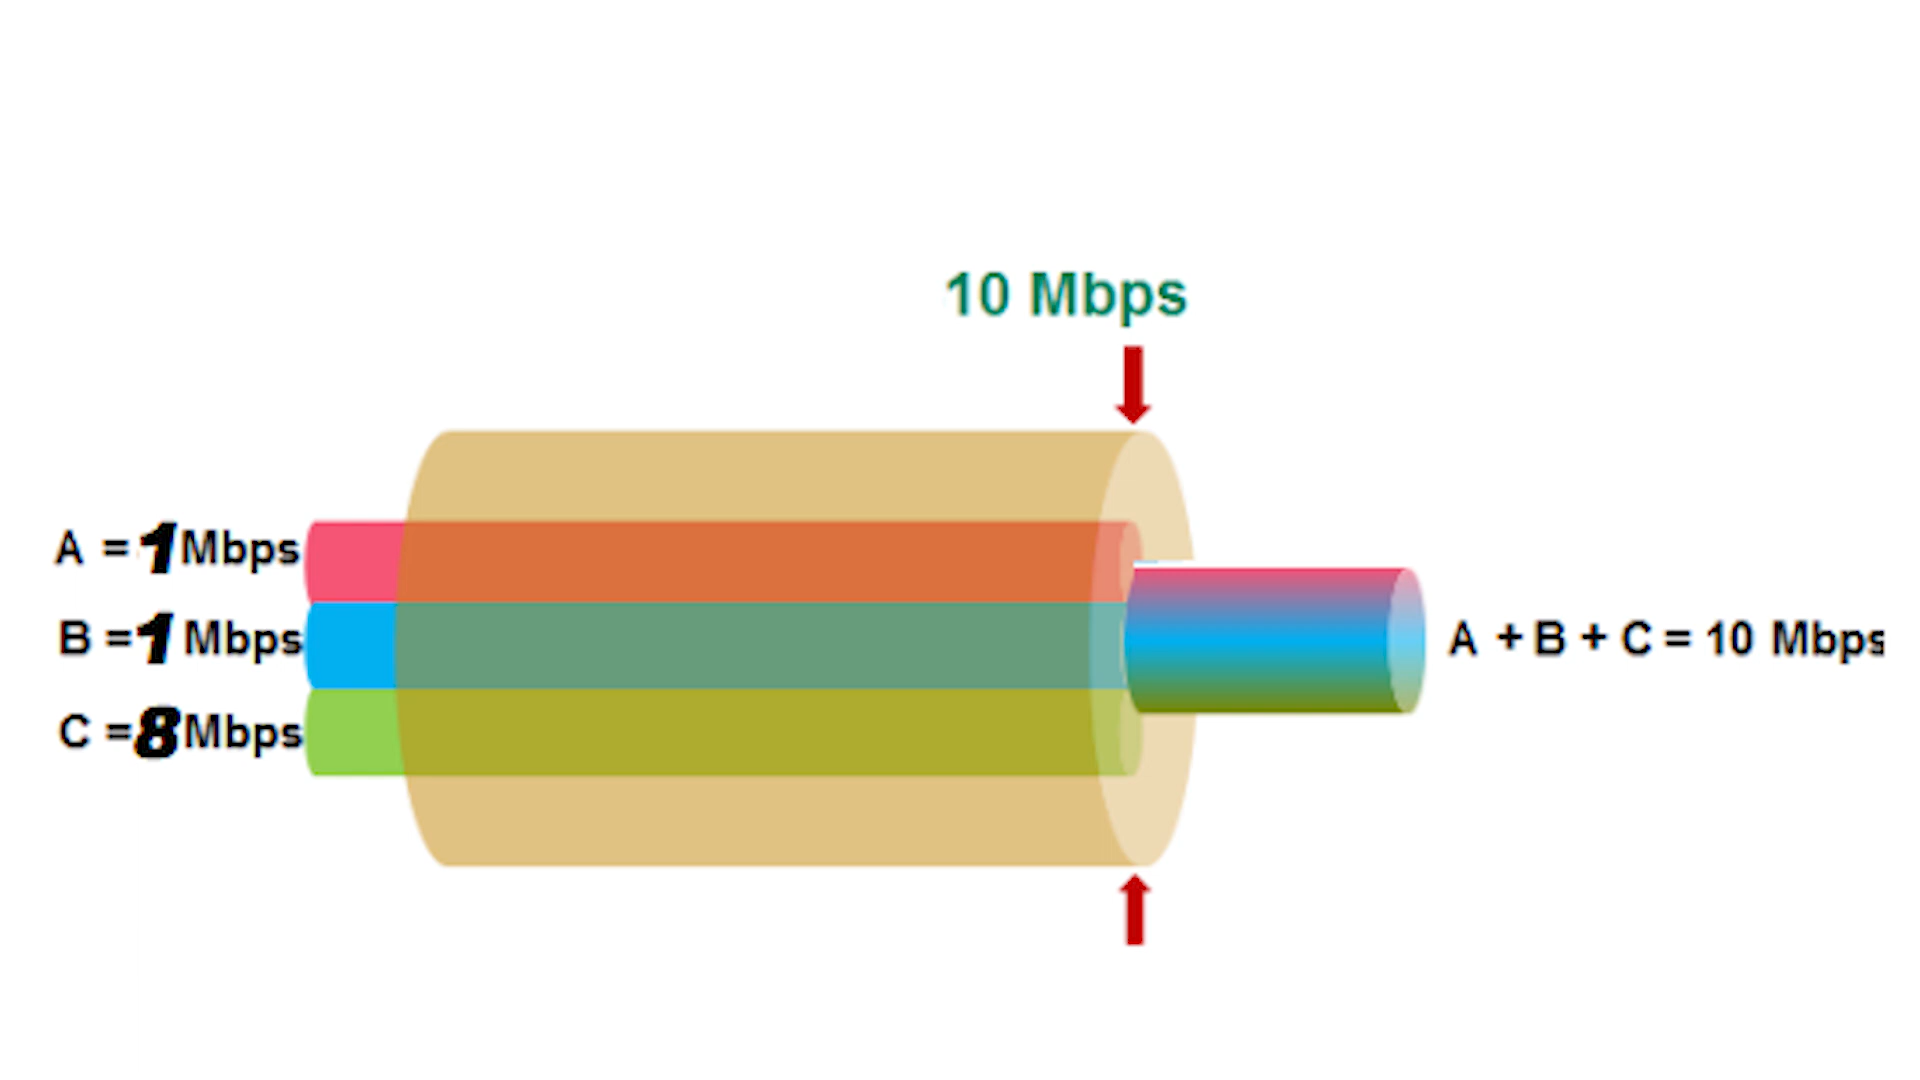 10 Mbps
A = 1 Mbps
B = 1 Mbps
A + B + C = 10 Mbps
C = 8 Mbps